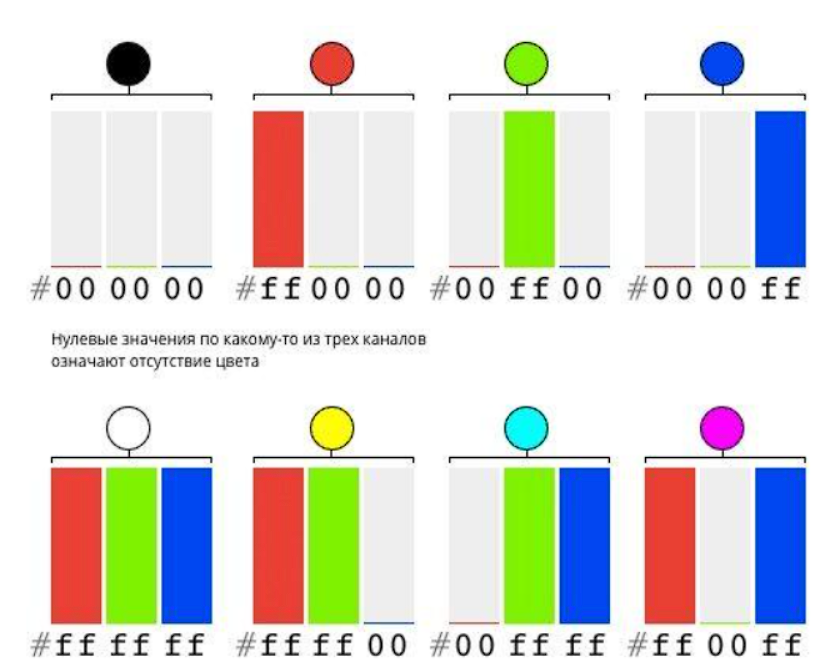 #00 00 00 #ff 00 00 #00 ff 00 #00 00 ff
Нулевые значения по какому-то из трех каналов
означают отсутствие цвета
#ff ff ff #ff ff 00 #00 ff ff #ff 00 ff